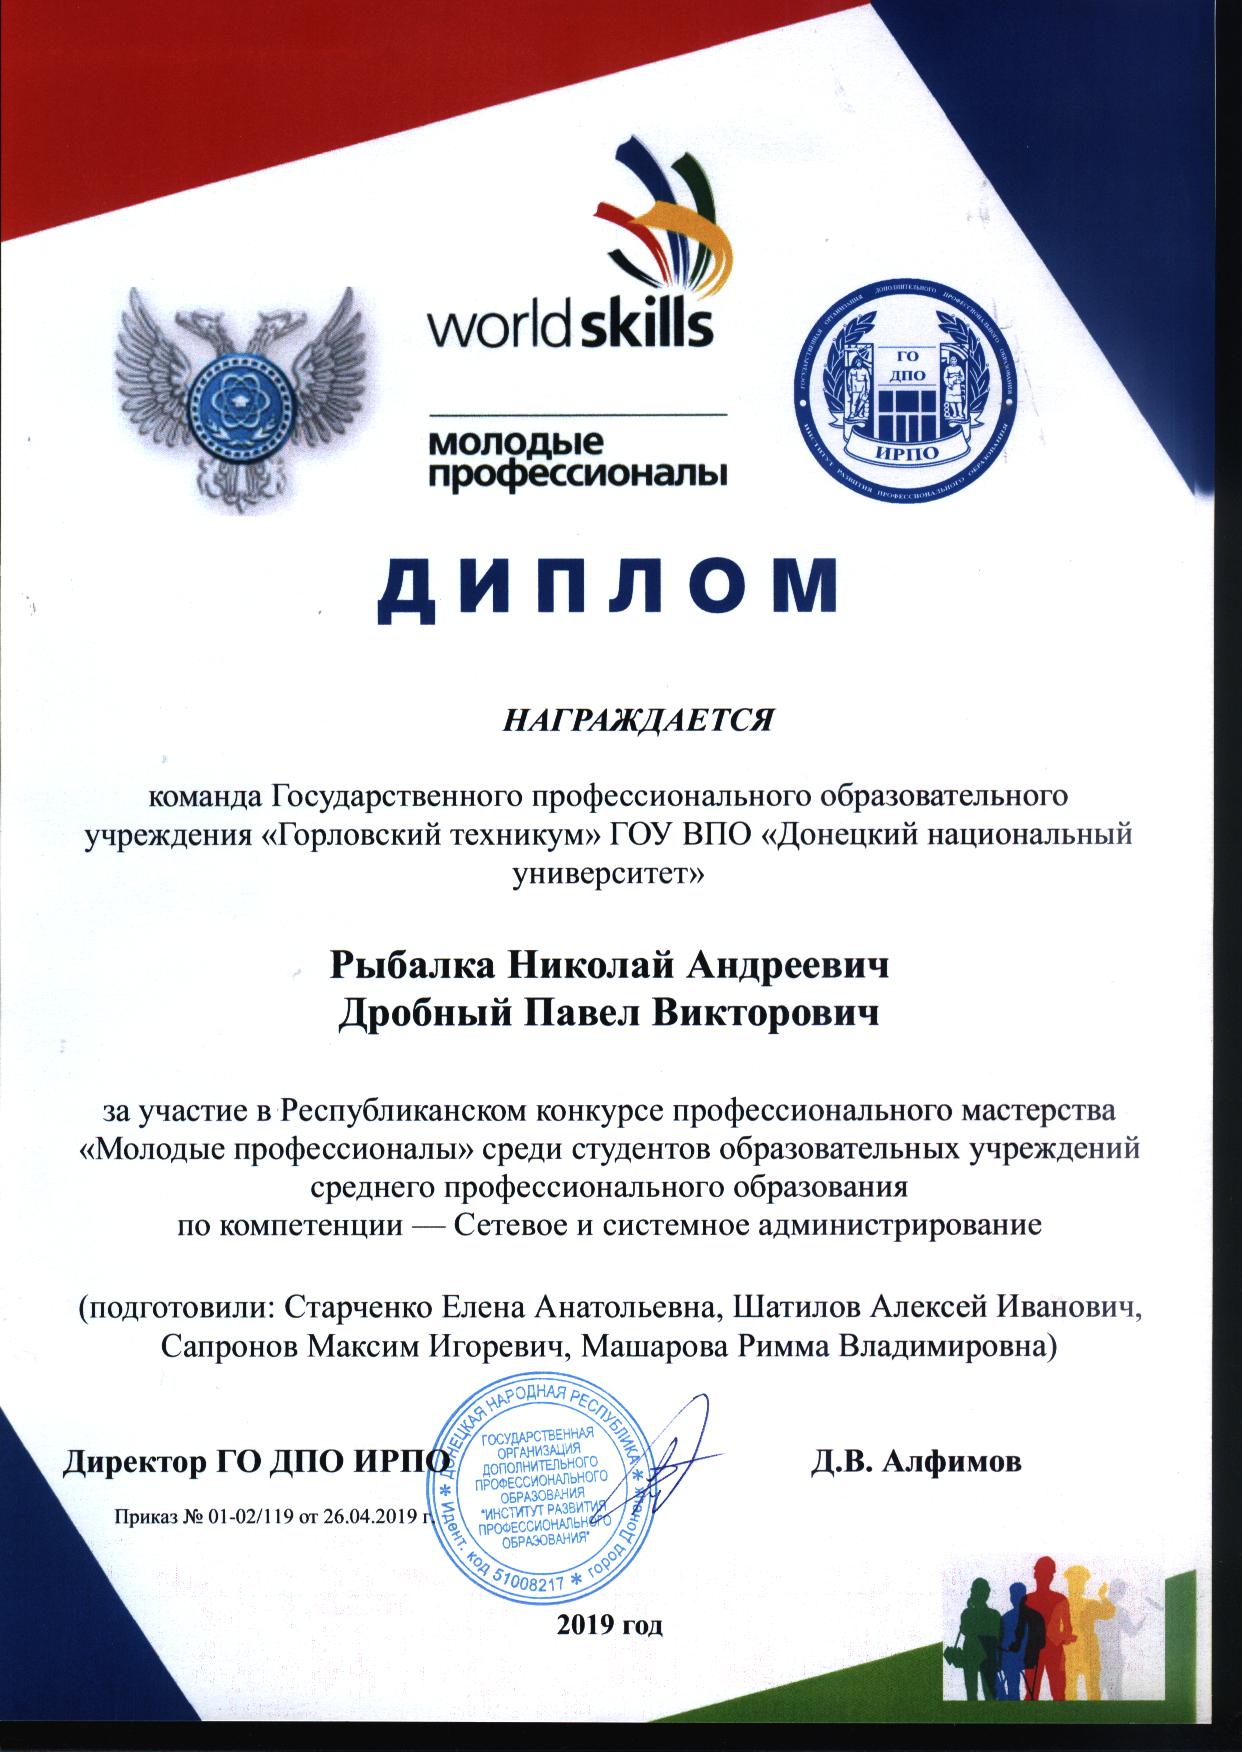 world skills
МОЛОДЫЕ
ПРОФЕССИОНАЛЫ
ГОСУДАРСТВЕННАЯ ОРГАНИЗАЦИЯ ДОПОЛНИТЕЛЬНОГО ПРОФЕССИОНАЛЬНОГО ОБРАЗОВАНИЯ
ГО
ДПО
ИРПО
ИНСТИТУТ РАЗВИТИЯ ПРОФЕССИОНАЛЬНОГО ОБРАЗОВАНИЯ
ДИПЛОМ
НАГРАЖДАЕТСЯ
команда Государственного профессионального образовательного
учреждения «Горловский техникум» ГОУ ВПО «Донецкий национальный
университет»
Рыбалка Николай Андреевич
Дробный Павел Викторович
за участие в Республиканском конкурсе профессионального мастерства
«Молодые профессионалы» среди студентов образовательных учреждений
среднего профессионального образования
по компетенции — Сетевое и системное администрирование
(подготовили: Старченко Елена Анатольевна, Шатилов Алексей Иванович,
Сапронов Максим Игоревич, Машарова Римма Владимировна)
Директор ГО ДПО ИРПО
Д.В. Алфимов
Приказ № 01-02/119 от 26.04.2019 г.
ДОНЕЦКАЯ НАРОДНАЯ РЕСПУБЛИКА
ГОСУДАРСТВЕННАЯ
ОРГАНИЗАЦИЯ
ДОПОЛНИТЕЛЬНОГО
ПРОФЕССИОНАЛЬНОГО
ОБРАЗОВАНИЯ
"ИНСТИТУТ РАЗВИТИЯ
ПРОФЕССИОНАЛЬНОГО
ОБРАЗОВАНИЯ"
Идент. код 51008217 * город Донецк
2019 год